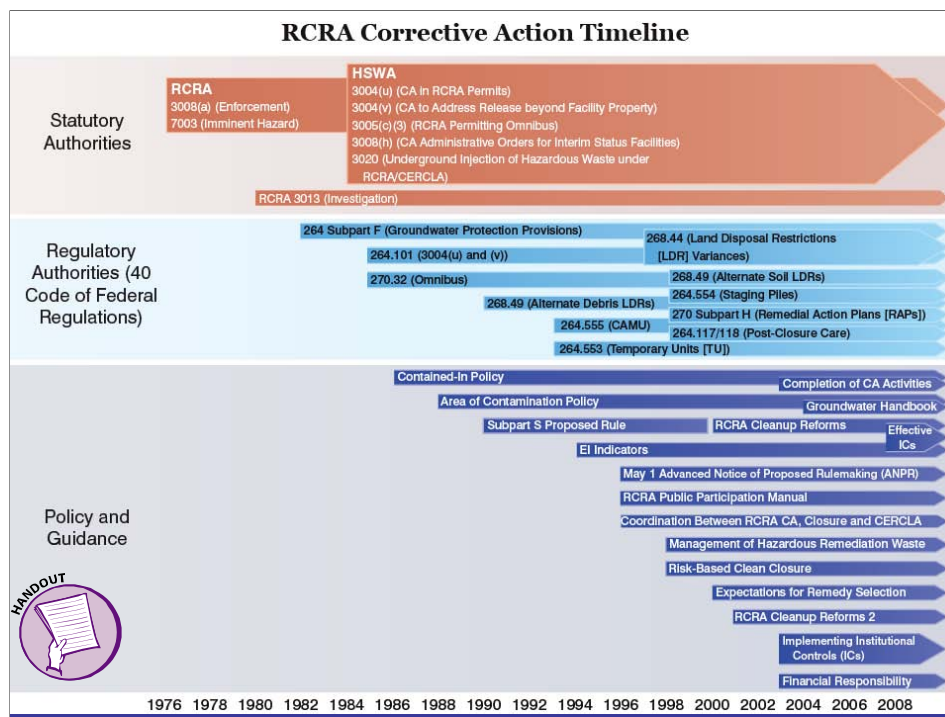 RCRA Corrective Action Timeline
Statutory
Authorities
RCRA
3008(a) (Enforcement)
7003 (Imminent Hazard)
HSWA
3004(u) (CA in RCRA Permits)
3004(v) (CA to Address Release beyond Facility Property)
3005(c)(3) (RCRA Permitting Omnibus)
3008(h) (CA Administrative Orders for Interim Status Facilities)
3020 (Underground Injection of Hazardous Waste under
RCRA/CERCLA)
RCRA 3013 (Investigation)
Regulatory
Authorities (40
Code of Federal
Regulations)
264 Subpart F (Groundwater Protection Provisions)
264.101 (3004(u) and (v))
268.44 (Land Disposal Restrictions
[LDR] Variances)
270.32 (Omnibus)
268.49 (Alternate Soil LDRs)
268.49 (Alternate Debris LDRs)
264.554 (Staging Piles)
270 Subpart H (Remedial Action Plans [RAPs])
264.555 (CAMU)
264.117/118 (Post-Closure Care)
264.553 (Temporary Units [TU])
Policy and
Guidance
Contained-In Policy
Completion of CA Activities
Area of Contamination Policy
Groundwater Handbook
Subpart S Proposed Rule
RCRA Cleanup Reforms
Effective
ICs
EI Indicators
May 1 Advanced Notice of Proposed Rulemaking (ANPR)
RCRA Public Participation Manual
Coordination Between RCRA CA, Closure and CERCLA
Management of Hazardous Remediation Waste
Risk-Based Clean Closure
Expectations for Remedy Selection
RCRA Cleanup Reforms 2
Implementing Institutional
Controls (ICs)
Financial Responsibility
HANDOUT
1976 1978 1980 1982 1984 1986 1988 1990 1992 1994 1996 1998 2000 2002 2004 2006 2008